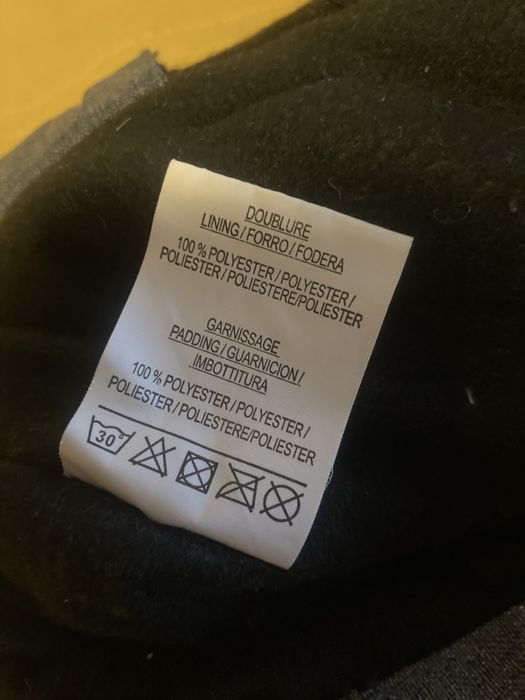 DOUBLURE
LINING / FORRO / FODERA
100 % POLYESTER / POLYESTER /
POLIESTER / POLIESTERE/POLIESTER
GARNISSAGE
PADDING / GUARNICION /
IMBOTTITURA
100 % POLYESTER / POLYESTER /
POLIESTER / POLIESTERE/POLIESTER
30°